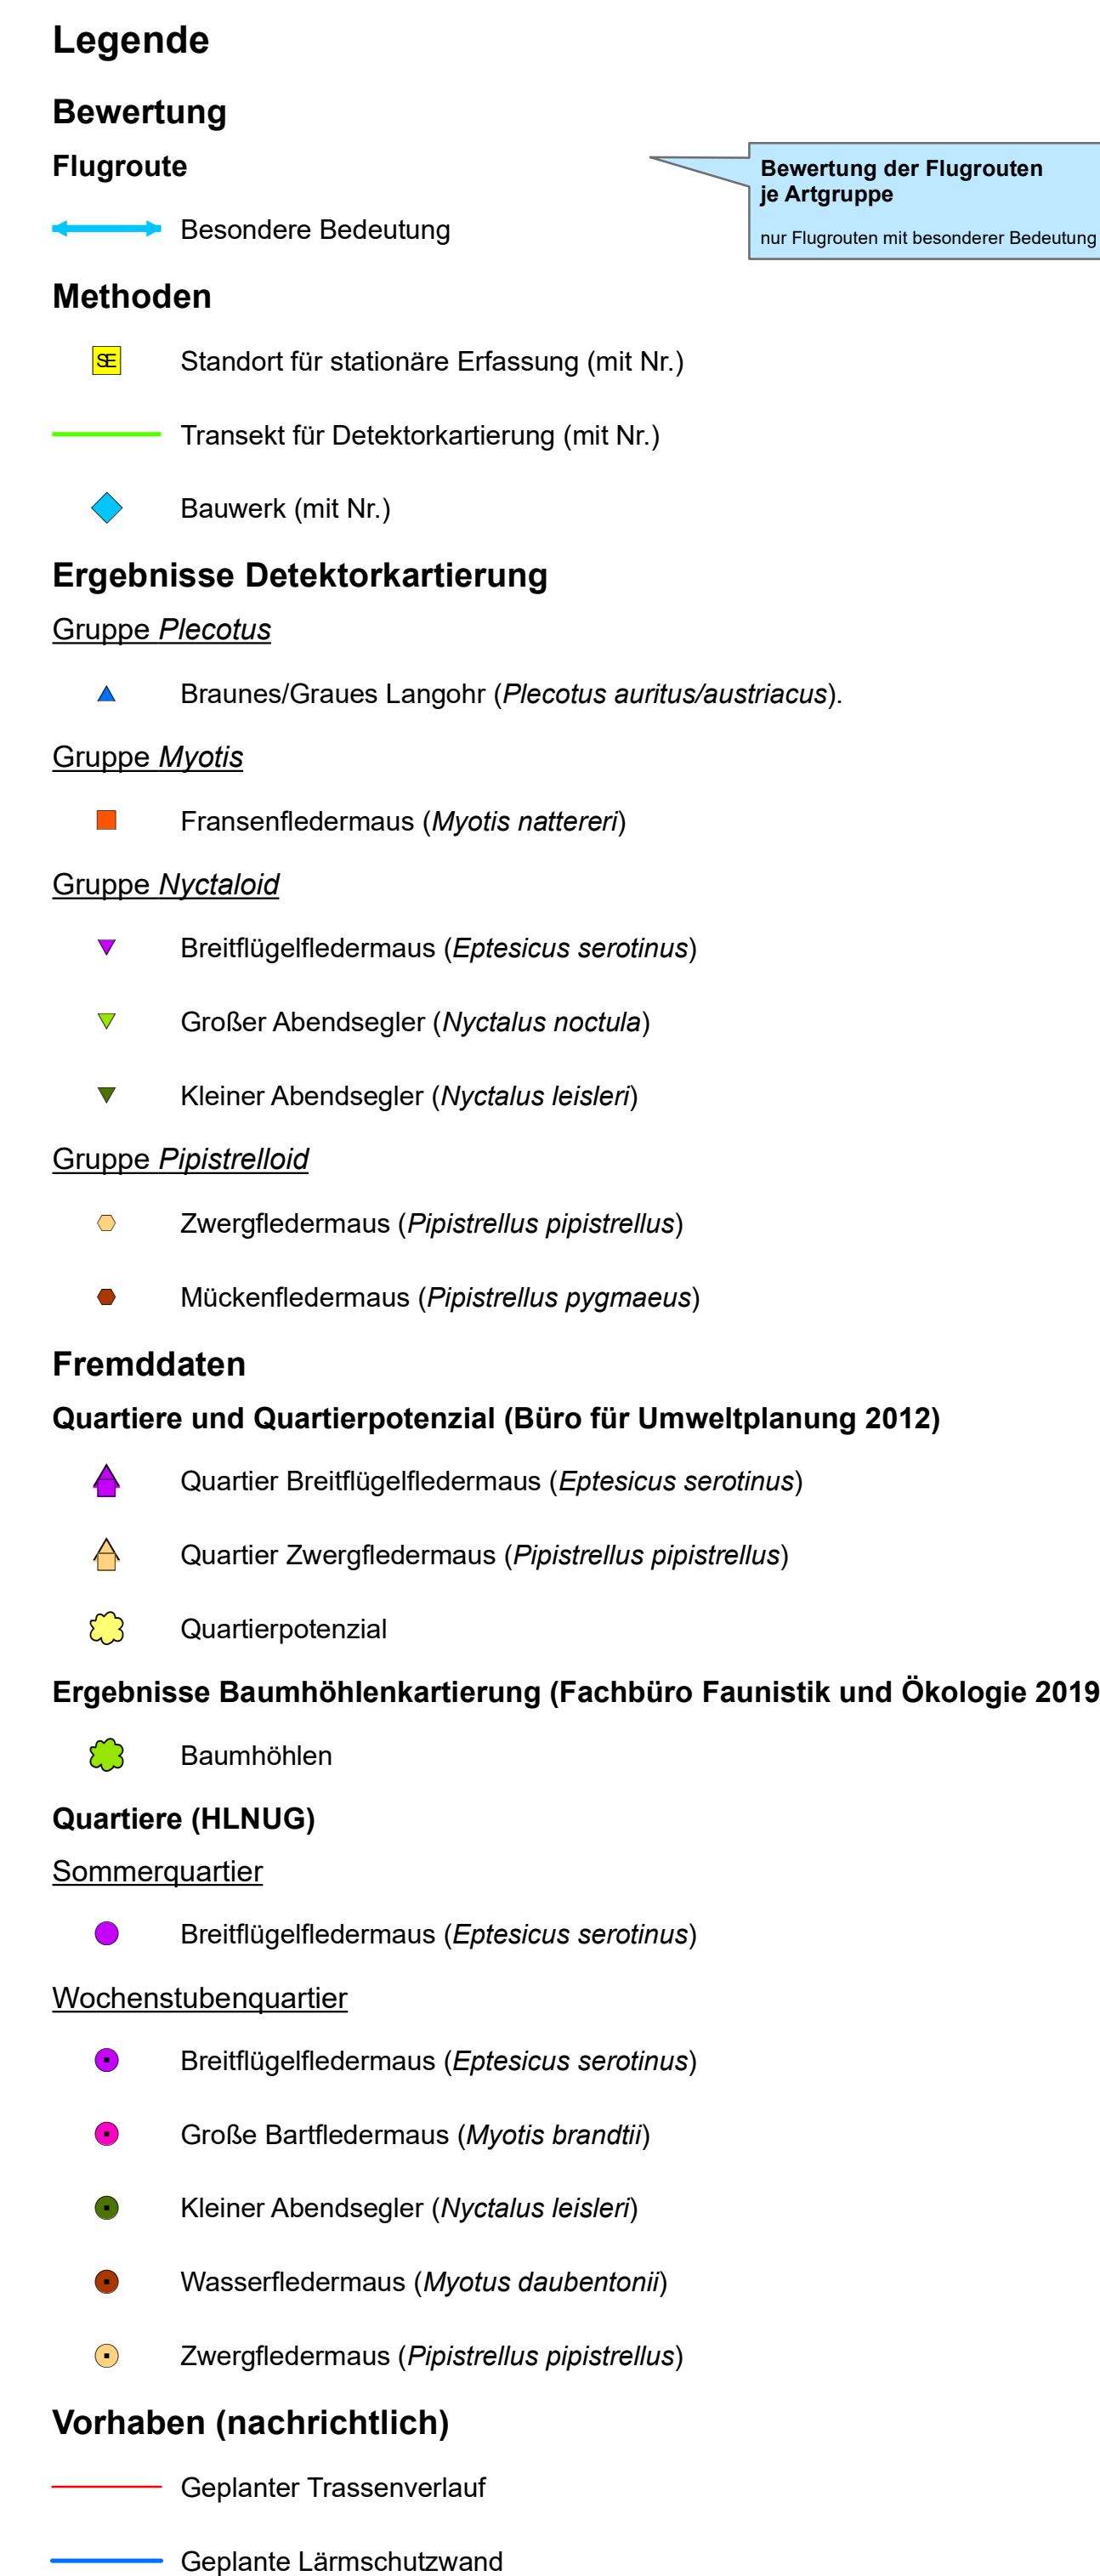 Legende
Bewertung
Flugroute
Bewertung der Flugrouten
je Artgruppe
nur Flugrouten mit besonderer Bedeutung
Besondere Bedeutung
Methoden
SE Standort für stationäre Erfassung (mit Nr.)
Transekt für Detektorkartierung (mit Nr.)
Bauwerk (mit Nr.)
Ergebnisse Detektorkartierung
Gruppe Plecotus
Braunes/Graues Langohr (Plecotus auritus/austriacus).
Gruppe Myotis
Fransenfledermaus (Myotis nattereri)
Gruppe Nyctaloid
Breitflügelfledermaus (Eptesicus serotinus)
Großer Abendsegler (Nyctalus noctula)
Kleiner Abendsegler (Nyctalus leisleri)
Gruppe Pipistrelloid
Zwergfledermaus (Pipistrellus pipistrellus)
Mückenfledermaus (Pipistrellus pygmaeus)
Fremddaten
Quartiere und Quartierpotenzial (Büro für Umweltplanung 2012)
Quartier Breitflügelfledermaus (Eptesicus serotinus)
Quartier Zwergfledermaus (Pipistrellus pipistrellus)
Quartierpotenzial
Ergebnisse Baumhöhlenkartierung (Fachbüro Faunistik und Ökologie 2019
Baumhöhlen
Quartiere (HLNUG)
Sommerquartier
Breitflügelfledermaus (Eptesicus serotinus)
Wochenstubenquartier
Breitflügelfledermaus (Eptesicus serotinus)
Große Bartfledermaus (Myotis brandtii)
Kleiner Abendsegler (Nyctalus leisleri)
Wasserfledermaus (Myotus daubentonii)
Zwergfledermaus (Pipistrellus pipistrellus)
Vorhaben (nachrichtlich)
Geplanter Trassenverlauf
Geplante Lärmschutzwand